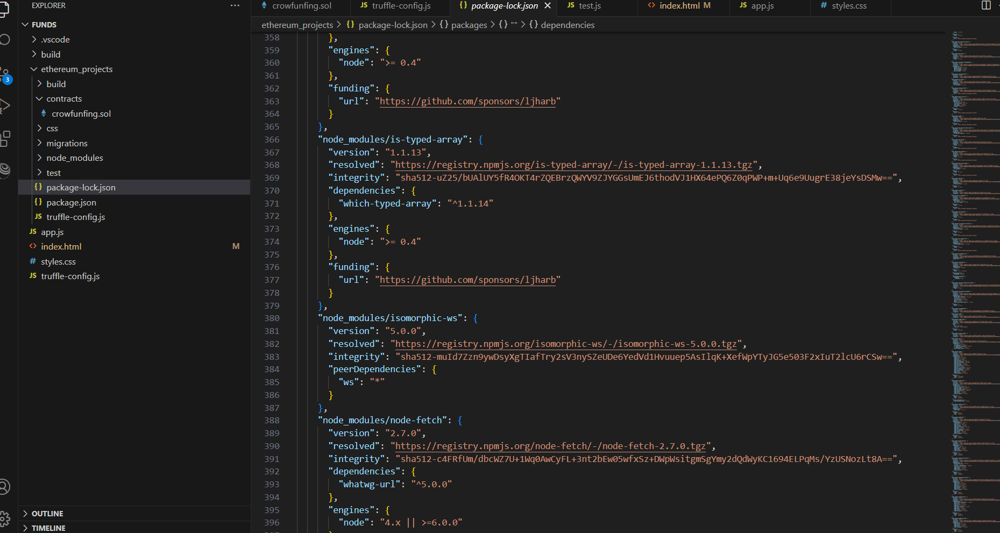 EXPLORER
FUNDS
.vscode
build
ethereum_projects
build
contracts
crowfunfing.sol
css
migrations
node_modules
test
package-lock.json
package.json
truffle-config.js
app.js
index.html M
styles.css
truffle-config.js
OUTLINE
TIMELINE
3
crowfunfing.sol truffle-config.js package-lock.json test.js index.html M app.js styles.css
ethereum_projects > package-lock.json > {} packages > {} "" > {} dependencies
358 },
359 "engines": {
360 "node": ">= 0.4"
361 },
362 "funding": {
363 "url": "https://github.com/sponsors/ljharb"
364 }
365 },
366 "node_modules/is-typed-array": {
367 "version": "1.1.13",
368 "resolved": "https://registry.npmjs.org/is-typed-array/-/is-typed-array-1.1.13.tgz",
369 "integrity": "sha512-uZ25/bUAlUY5fR4OKT4rZQEBrzQWYV9ZJYGGsUmEJ6thodVJ1HX64ePQ6Z0qPWP+m+Uq6e9UugrE38jeYsDSMw==",
370 "dependencies": {
371 "which-typed-array": "^1.1.14"
372 },
373 "engines": {
374 "node": ">= 0.4"
375 },
376 "funding": {
377 "url": "https://github.com/sponsors/ljharb"
378 }
379 },
380 "node_modules/isomorphic-ws": {
381 "version": "5.0.0",
382 "resolved": "https://registry.npmjs.org/isomorphic-ws/-/isomorphic-ws-5.0.0.tgz",
383 "integrity": "sha512-muId7Zzn9ywDsyXgTIafTry2sV3nySZeUDe6YedVd1Hvuuep5AsIlqK+XefWpYTyJG5e503F2xIuT2lcU6rCSw==",
384 "peerDependencies": {
385 "ws": "*"
386 }
387 },
388 "node_modules/node-fetch": {
389 "version": "2.7.0",
390 "resolved": "https://registry.npmjs.org/node-fetch/-/node-fetch-2.7.0.tgz",
391 "integrity": "sha512-c4FRfUm/dbcWZ7U+1Wq0AwCyFL+3nt2bEw05wfxSz+DWpWsitgmSgYmy2dQdWyKC1694ELPqMs/YzUSNozLt8A==",
392 "dependencies": {
393 "whatwg-url": "^5.0.0"
394 },
395 "engines": {
396 "node": "4.x || >=6.0.0"